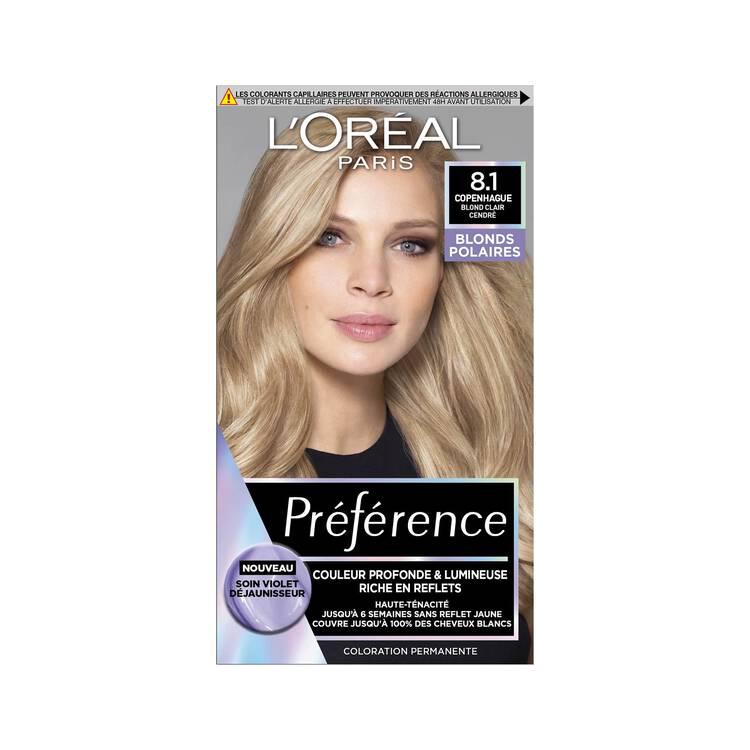 LES COLORANTS CAPILLAIRES PEUVENT PROVOQUER DES RÉACTIONS ALLERGIQUES
TEST D'ALERTE ALLERGIE À EFFECTUER IMPÉRATIVEMENT 48H AVANT UTILISATION
L'ORÉAL
PARiS
8.1
COPENHAGUE
BLOND CLAIR
CENDRÉ
BLONDS
POLAIRES
Préférence
NOUVEAU
SOIN VIOLET
DÉJAUNISSEUR
COULEUR PROFONDE & LUMINEUSE
RICHE EN REFLETS
HAUTE-TÉNACITÉ
JUSQU'À 6 SEMAINES SANS REFLET JAUNE
COUVRE JUSQU'À 100% DES CHEVEUX BLANCS
COLORATION PERMANENTE